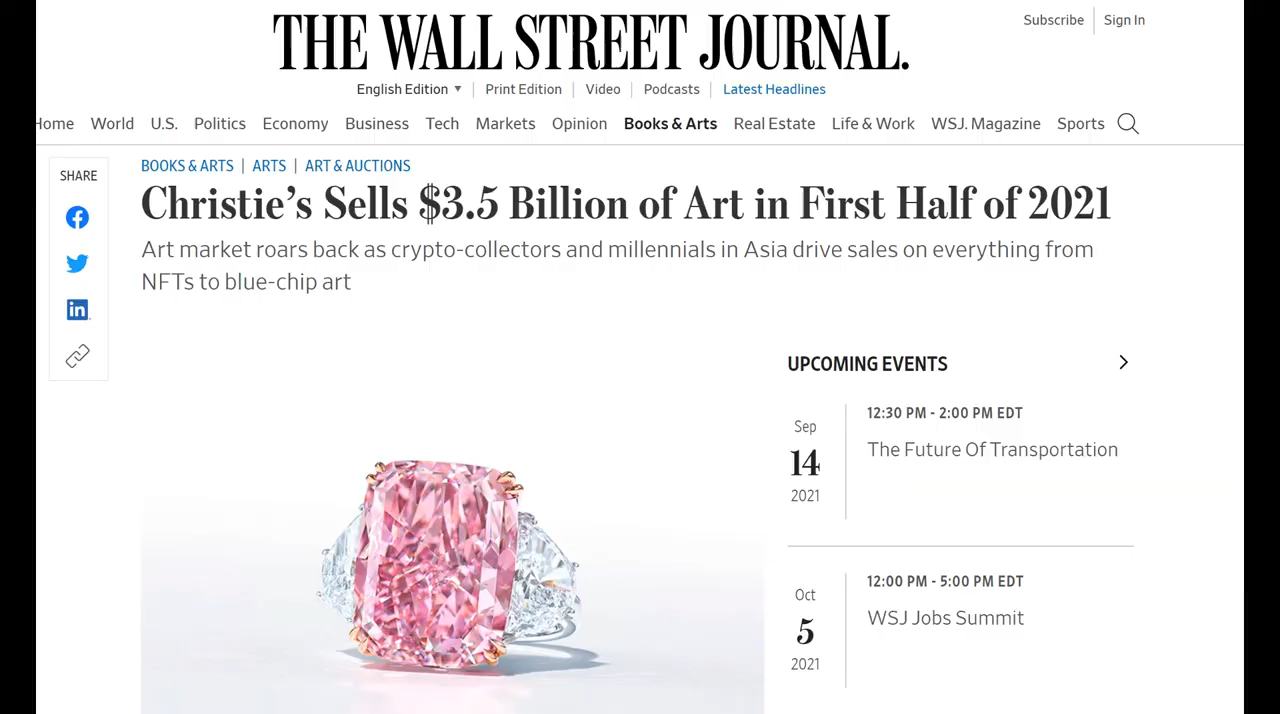 THE WALL STREET JOURNAL.
Subscribe Sign In
English Edition Print Edition Video Podcasts Latest Headlines
Home World U.S. Politics Economy Business Tech Markets Opinion Books & Arts Real Estate Life & Work WSJ. Magazine Sports
SHARE
in
BOOKS & ARTS | ARTS | ART & AUCTIONS
Christie's Sells $3.5 Billion of Art in First Half of 2021
Art market roars back as crypto-collectors and millennials in Asia drive sales on everything from
NFTs to blue-chip art
UPCOMING EVENTS
Sep
14
2021
12:30 PM - 2:00 PM EDT
The Future Of Transportation
Oct
5
2021
12:00 PM - 5:00 PM EDT
WSJ Jobs Summit